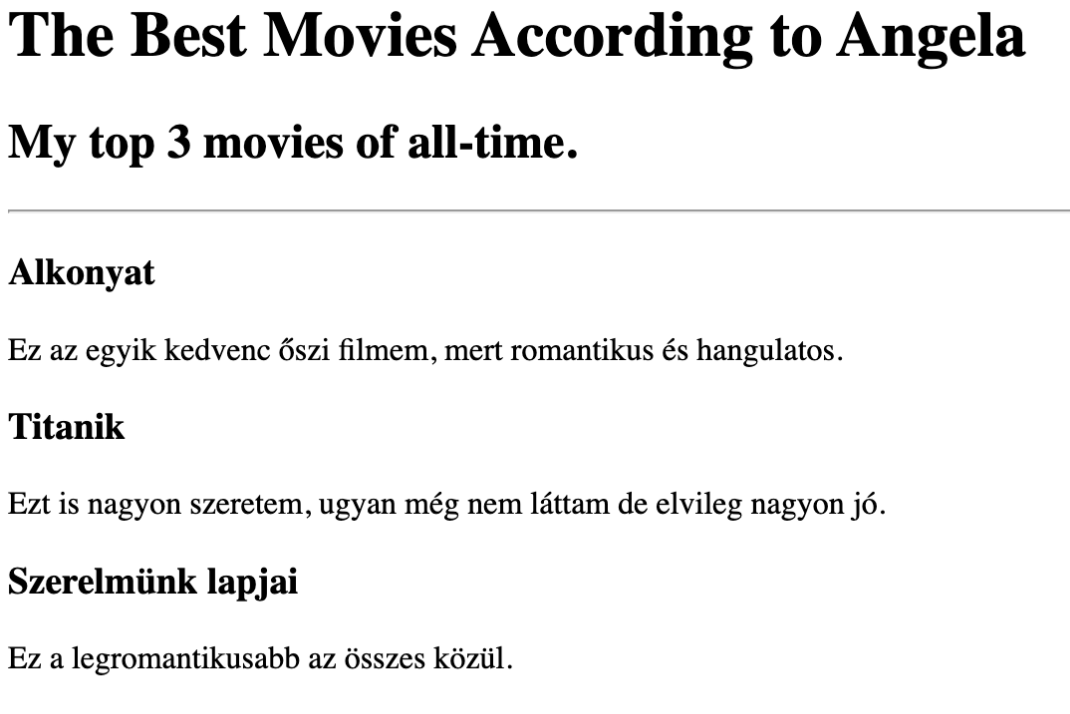 The Best Movies According to Angela
My top 3 movies of all-time.
Alkonyat
Ez az egyik kedvenc őszi filmem, mert romantikus és hangulatos.
Titanik
Ezt is nagyon szeretem, ugyan még nem láttam de elvileg nagyon jó.
Szerelmünk lapjai
Ez a legromantikusabb az összes közül.